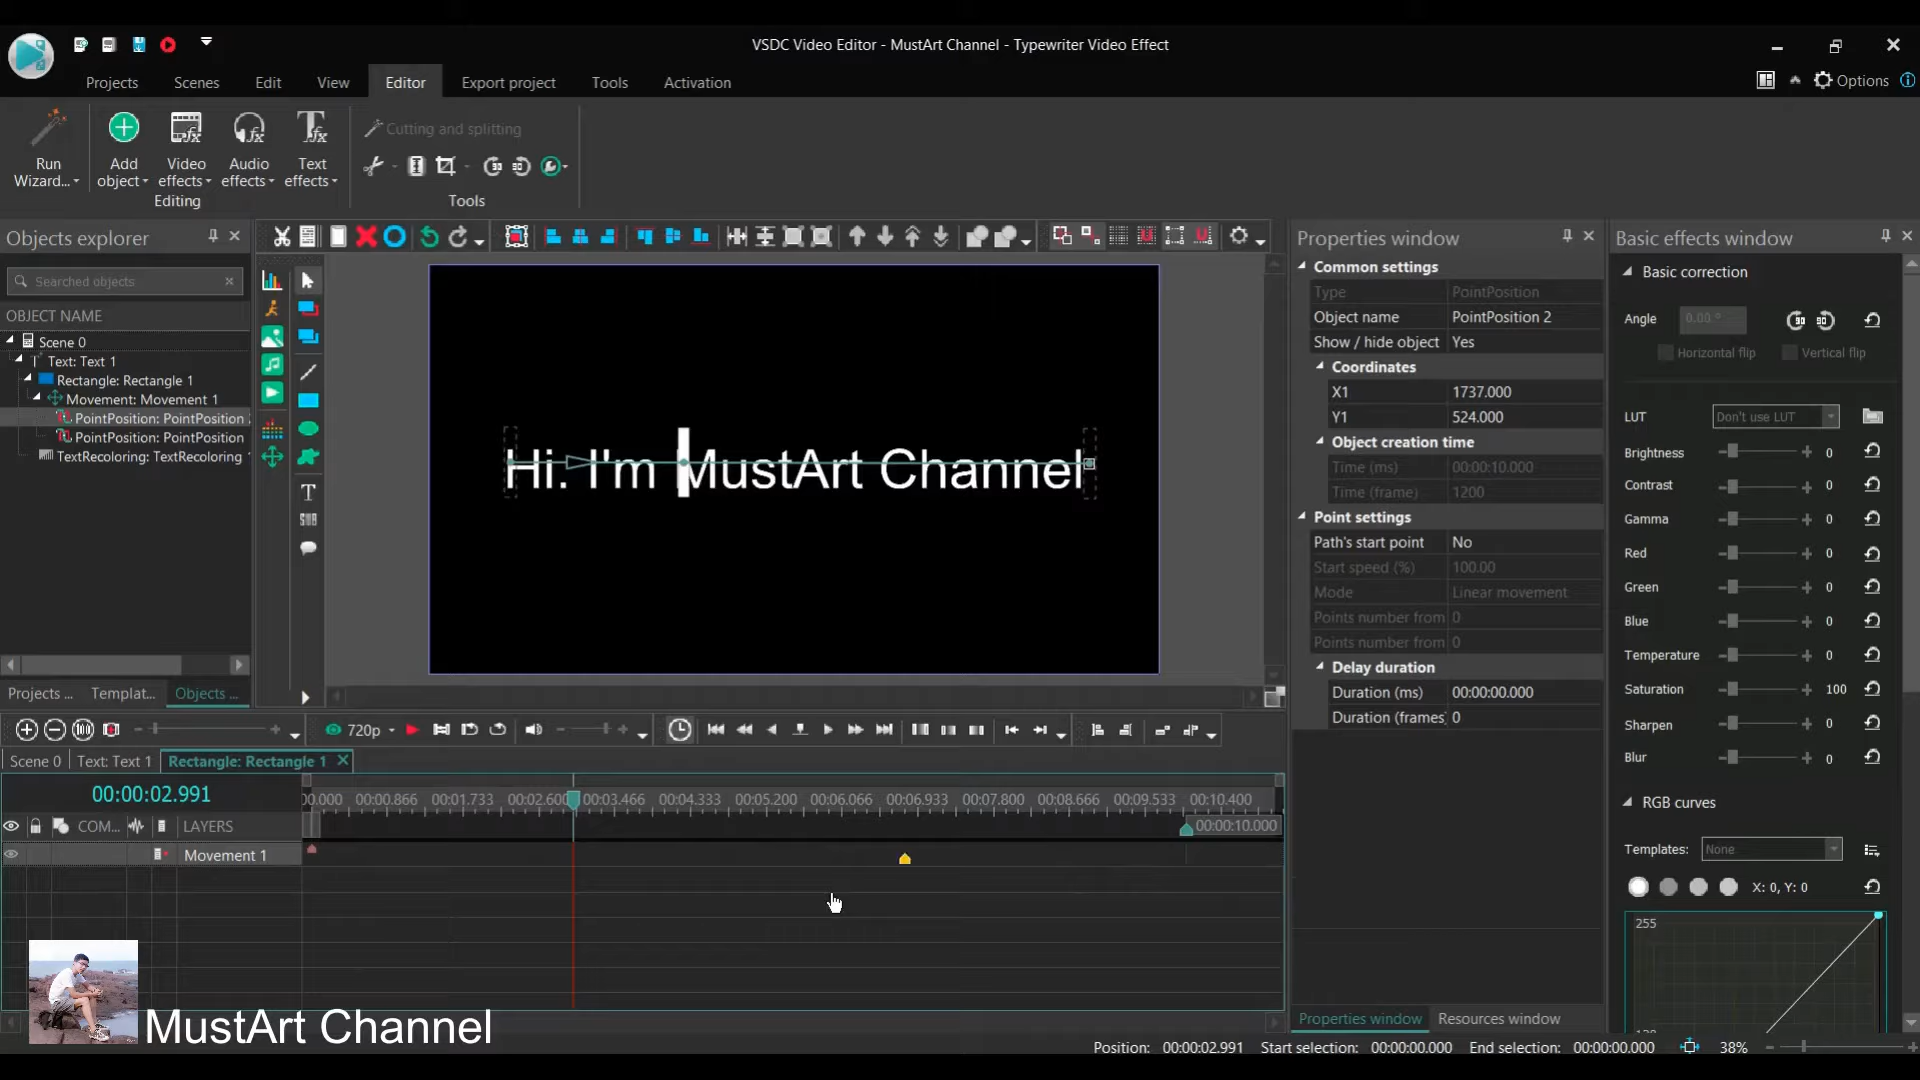 VSDC Video Editor - MustArt Channel - Typewriter Video Effect
Projects Scenes Edit View Editor Export project Tools Activation
Options
Run Wizard...
Add object
Video effects
Audio effects
Text effects
Editing
Cutting and splitting
Tools
Objects explorer
Searched objects
OBJECT NAME
Scene 0
Text: Text 1
Rectangle: Rectangle 1
Movement: Movement 1
PointPosition: PointPosition
PointPosition: PointPosition
TextRecoloring: TextRecoloring
Projects ... Templat... Objects ...
Hi. I'm MustArt Channel
Properties window
Common settings
Type PointPosition
Object name PointPosition 2
Show / hide object Yes
Coordinates
X1 1737.000
Y1 524.000
Object creation time
Time (ms) 00:00:10.000
Time (frame) 1200
Point settings
Path's start point No
Start speed (%) 100.00
Mode Linear movement
Points number from 0
Points number from 0
Delay duration
Duration (ms) 00:00:00.000
Duration (frames) 0
Properties window Resources window
Basic effects window
Basic correction
Angle 0.00 °
Horizontal flip Vertical flip
LUT Don't use LUT
Brightness 0
Contrast 0
Gamma 0
Red 0
Green 0
Blue 0
Temperature 0
Saturation 100
Sharpen 0
Blur 0
RGB curves
Templates: None
X: 0, Y: 0
255
720p
Scene 0 Text: Text 1 Rectangle: Rectangle 1
00:00:02.991
00.000 00:00.866 00:01.733 00:02.600 00:03.466 00:04.333 00:05.200 00:06.066 00:06.933 00:07.800 00:08.666 00:09.533 00:10.400
00:00:10.000
COM... LAYERS
Movement 1
MustArt Channel
Position: 00:00:02.991 Start selection: 00:00:00.000 End selection: 00:00:00.000 38%